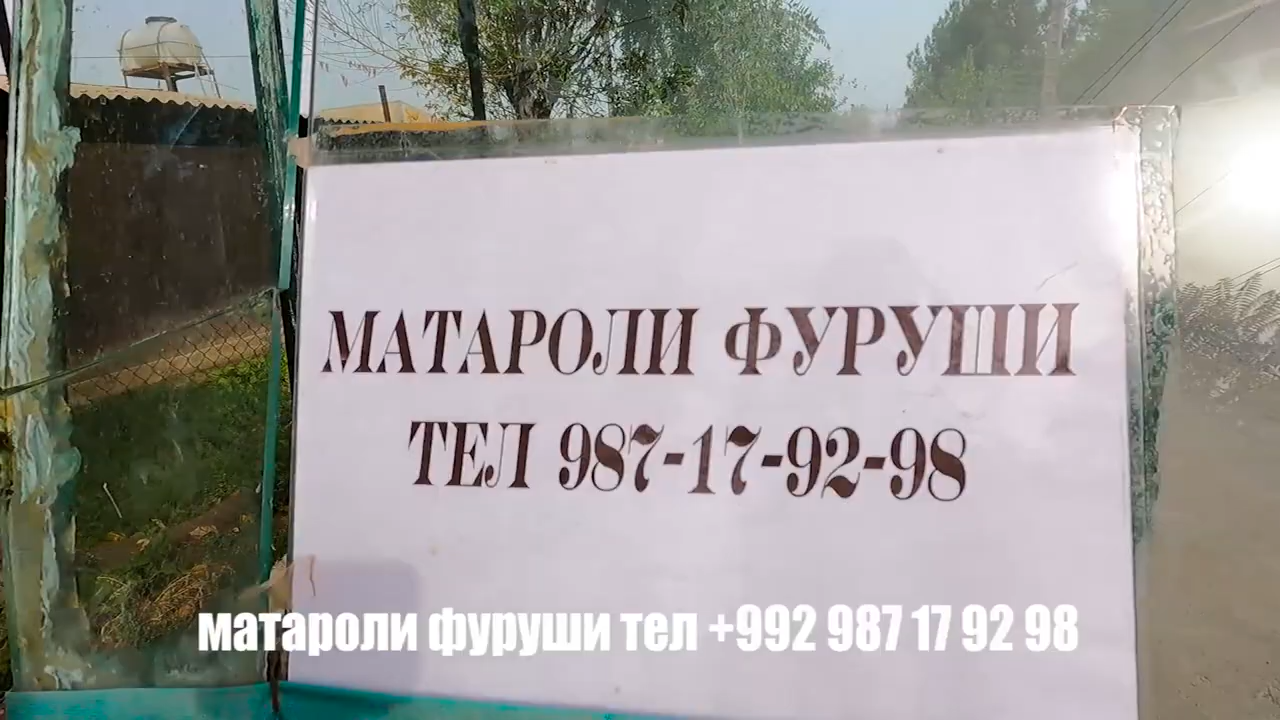 МАТАРОЛИ ФУРУШИ
ТЕЛ 987-17-92-98
матароли фуруши тел +992 987 17 92 98